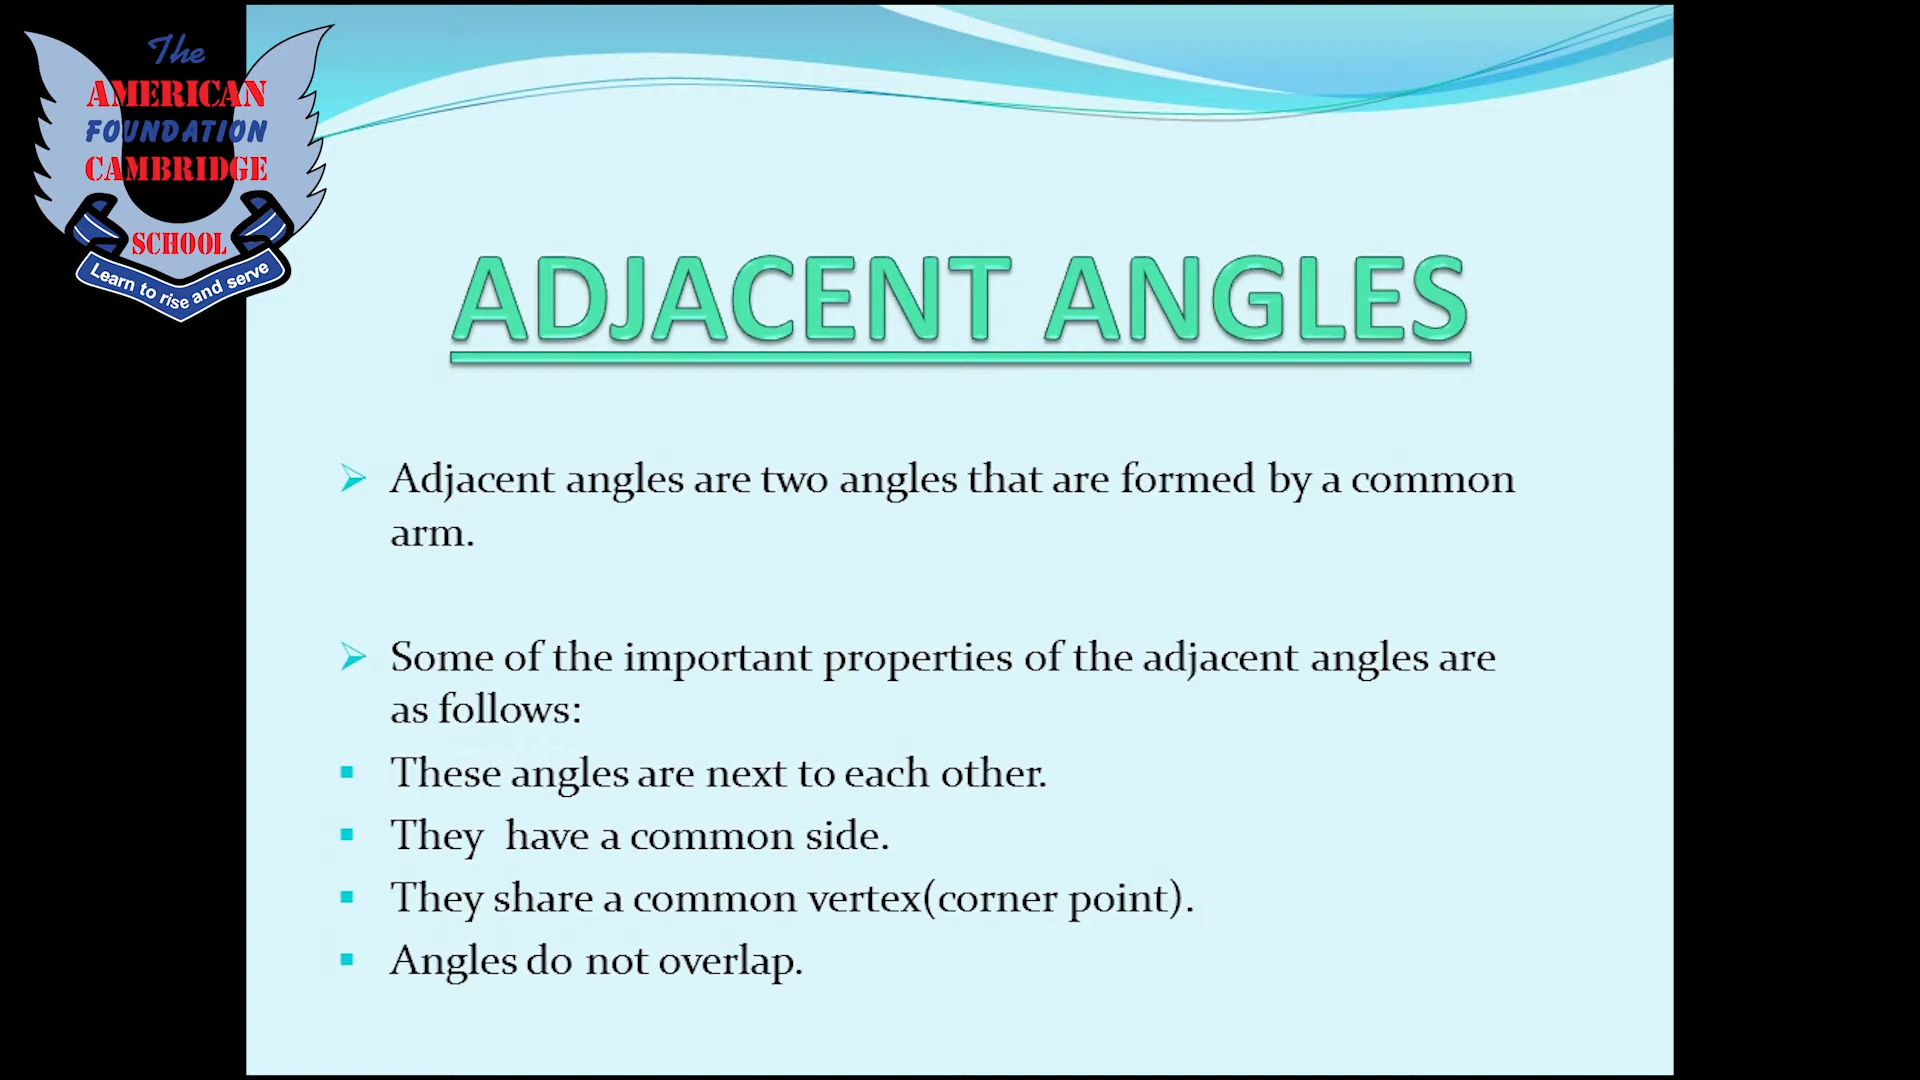 The
AMERICAN
FOUNDATION
CAMBRIDGE
SCHOOL
Learn to rise and serve
ADJACENT ANGLES
Adjacent angles are two angles that are formed by a common
arm.
Some of the important properties of the adjacent angles are
as follows:
These angles are next to each other.
They have a common side.
They share a common vertex(corner point).
Angles do not overlap.